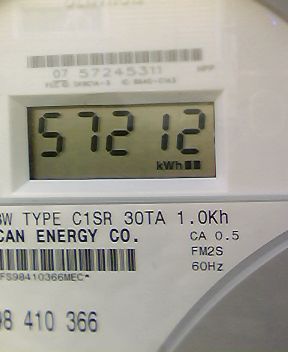 07 57245311
57212
kWh
3W TYPE C1SR 30TA 1.0Kh
CAN ENERGY CO. CA 0.5
FM2S
60Hz
FS98410366MEC*
98 410 366